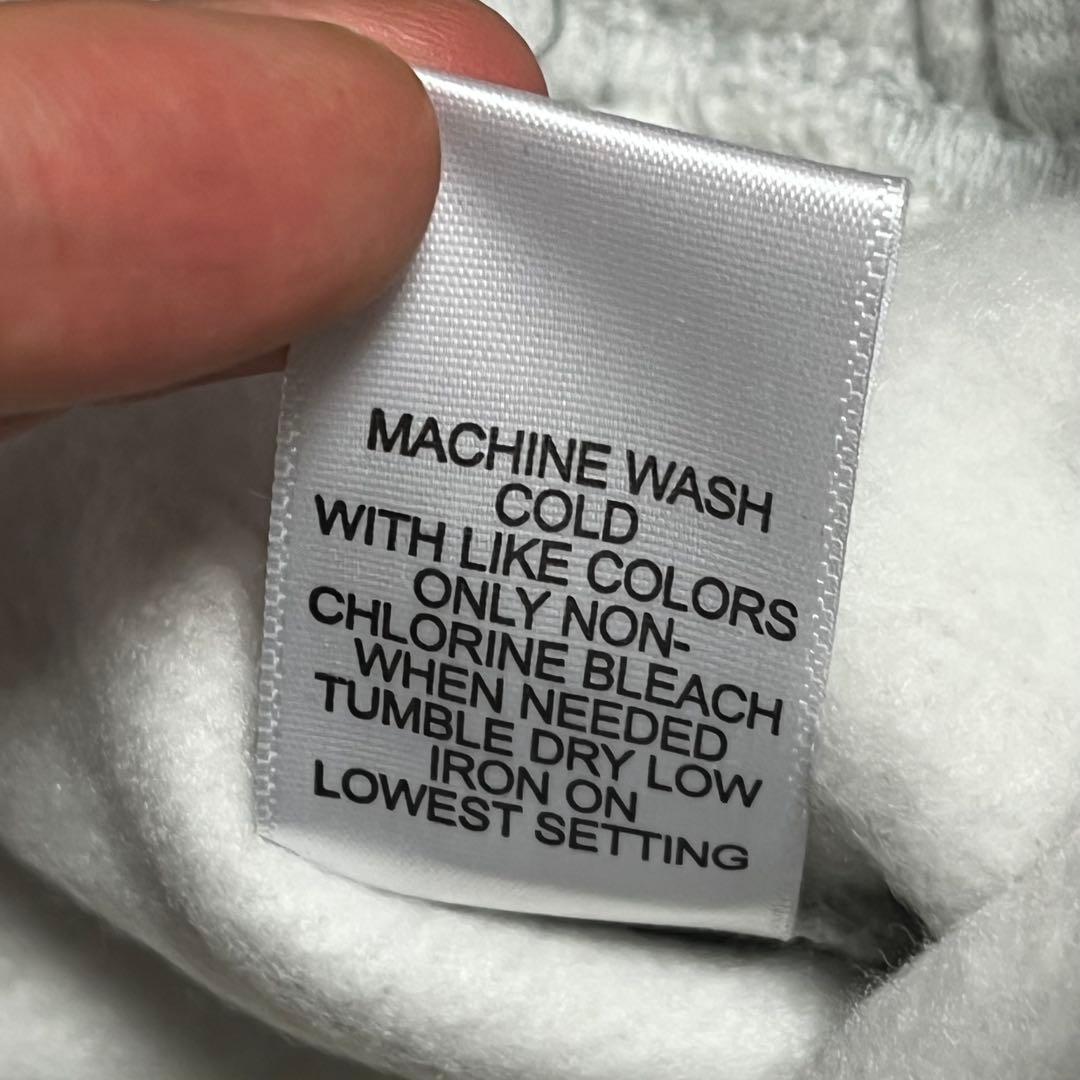 MACHINE WASH
COLD
WITH LIKE COLORS
ONLY NON-
CHLORINE BLEACH
WHEN NEEDED
TUMBLE DRY LOW
IRON ON
LOWEST SETTING